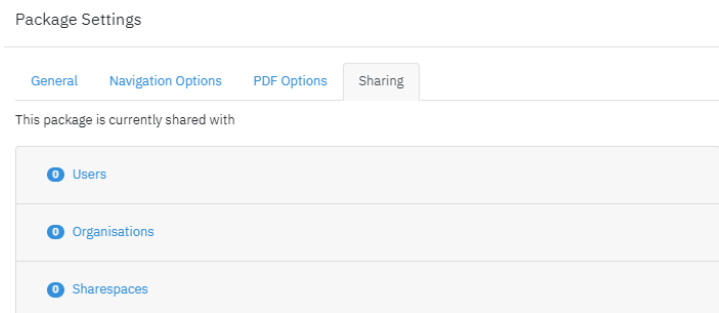 Package Settings
General Navigation Options PDF Options Sharing
This package is currently shared with
0 Users
0 Organisations
0 Sharespaces